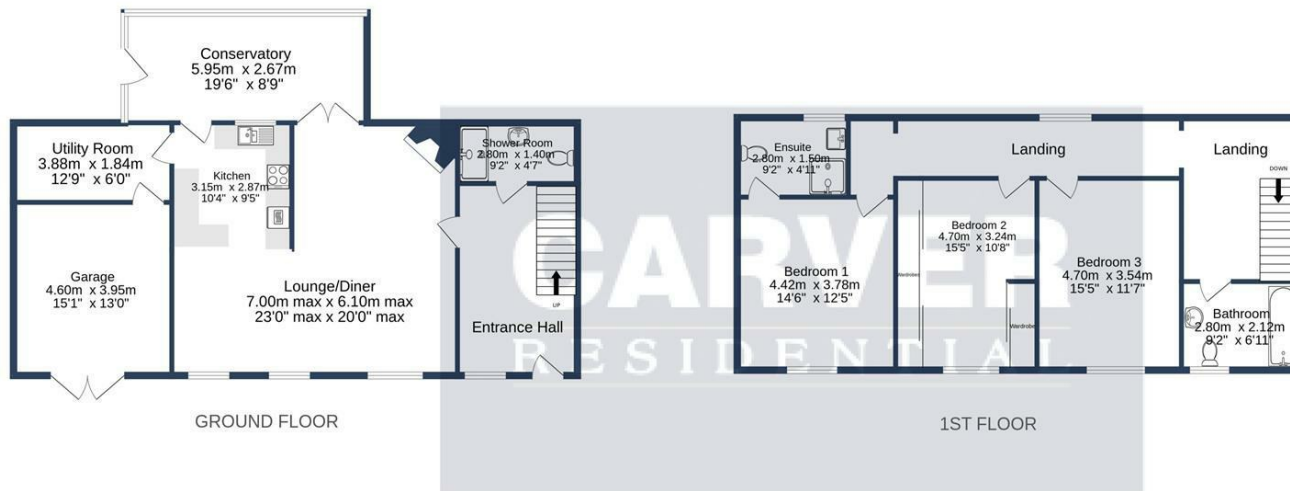 Conservatory
5.95m x 2.67m
19'6" x 8'9"
Utility Room
3.88m x 1.84m
12'9" x 6'0"
Kitchen
3.15m x 2.87m
10'4" x 9'5"
Shower Room
2.80m x 1.40m
9'2" x 4'7"
Garage
4.60m x 3.95m
15'1" x 13'0"
Lounge/Diner
7.00m max x 6.10m max
23'0" max x 20'0" max
UP
Entrance Hall
GROUND FLOOR
CARVER
RESIDENTIAL
Ensuite
2.80m x 1.50m
9'2" x 4'11"
Landing
Landing
DOWN
Bedroom 1
4.42m x 3.78m
14'6" x 12'5"
Wardrobes
Bedroom 2
4.70m x 3.24m
15'5" x 10'8"
Wardrobe
Bedroom 3
4.70m x 3.54m
15'5" x 11'7"
Bathroom
2.80m x 2.12m
9'2" x 6'11"
1ST FLOOR